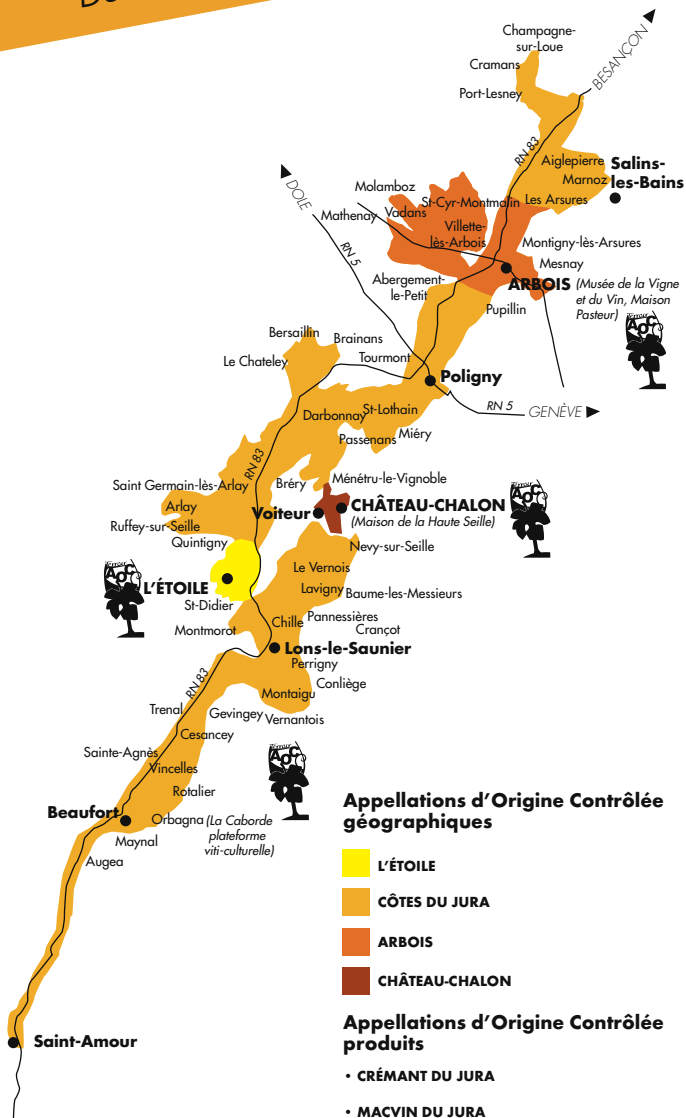 Champagne-
sur-Loue
Cramans
Port-Lesney
BESANÇON
RN 83
Aiglepierre
Marnoz
Salins-
les-Bains
Les Arsures
Molamboz
St-Cyr-Montmalin
Vadans
Mathenay
Villette-
lès-Arbois
DOLE
RN 5
Montigny-lès-Arsures
Mesnay
ARBOIS (Musée de la Vigne
et du Vin, Maison
Pasteur)
AOC
Abergement-
le-Petit
Pupillin
Bersaillin
Brainans
Le Chateley
Tourmont
Poligny
RN 5
GENÈVE
Darbonnay
St-Lothain
Passenans
Miéry
RN 83
Bréry
Ménétru-le-Vignoble
Saint Germain-lès-Arlay
Arlay
Ruffey-sur-Seille
Quintigny
Voiteur
CHÂTEAU-CHALON
(Maison de la Haute Seille)
AOC
Nevy-sur-Seille
AOC
L'ÉTOILE
St-Didier
Montmorot
Le Vernois
Lavigny
Baume-les-Messieurs
Pannessières
Chille
Crançot
Lons-le-Saunier
Perrigny
Conliège
Montaigu
RN 83
Trenal
Gevingey
Vernantois
Cesancey
Sainte-Agnès
Vincelles
Rotalier
AOC
Beaufort
Orbagna (La Caborde
plateforme
viti-culturelle)
Maynal
Augea
Saint-Amour
Appellations d'Origine Contrôlée
géographiques
L'ÉTOILE
CÔTES DU JURA
ARBOIS
CHÂTEAU-CHALON
Appellations d'Origine Contrôlée
produits
• CRÉMANT DU JURA
• MACVIN DU JURA